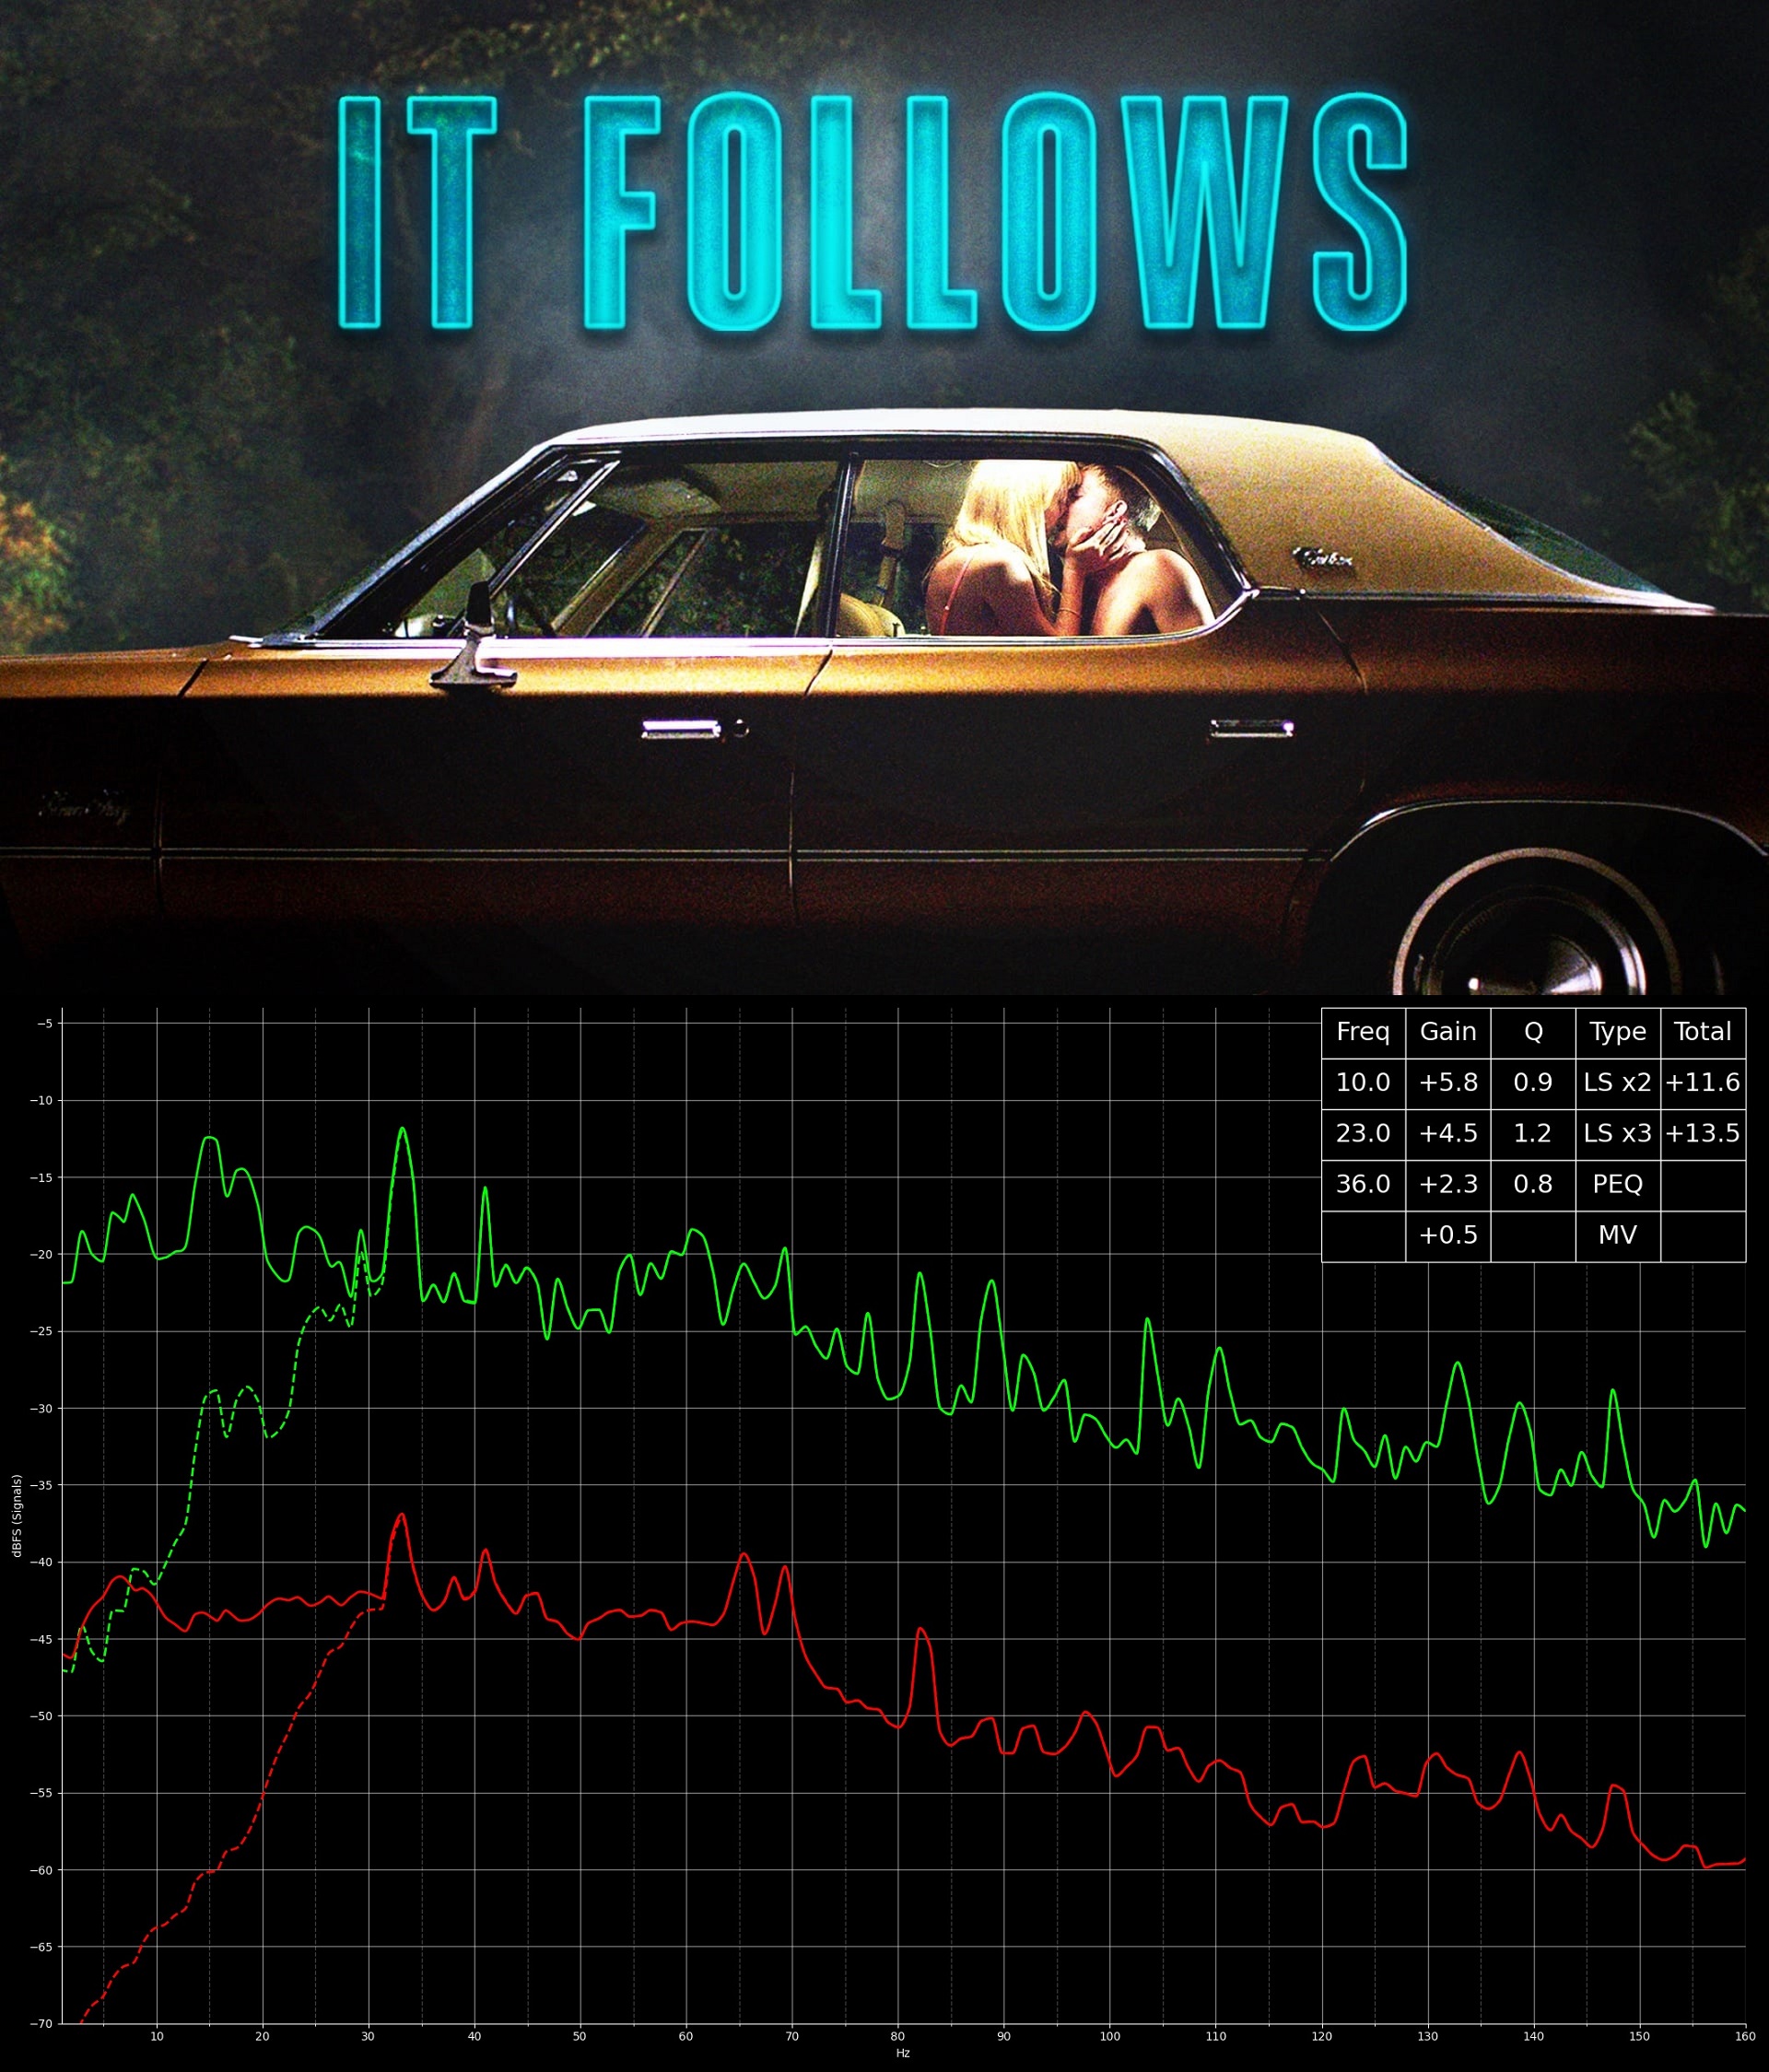 IT FOLLOWS
Freq Gain Q Type Total
10.0 +5.8 0.9 LS x2 +11.6
23.0 +4.5 1.2 LS x3 +13.5
36.0 +2.3 0.8 PEQ
+0.5 MV
−5
−10
−15
−20
−25
−30
−35
−40
−45
−50
−55
−60
−65
−70
dBFS (Signals)
10 20 30 40 50 60 70 80 90 100 110 120 130 140 150 160
Hz